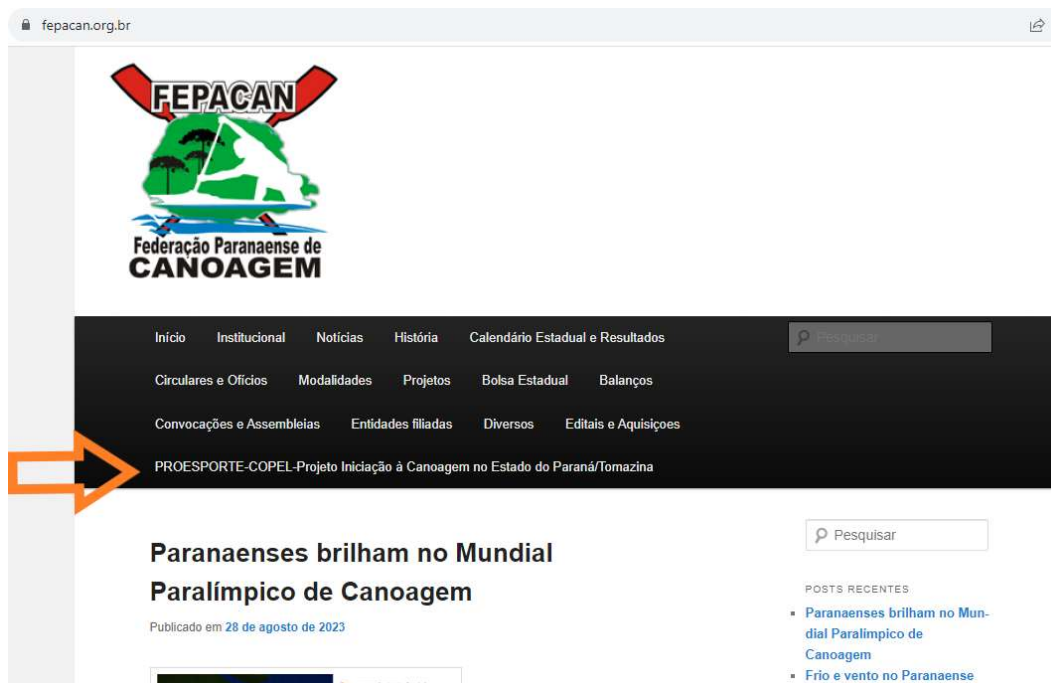 fepacan.org.br
FEPACAN
Federação Paranaense de
CANOAGEM
Início Institucional Notícias História Calendário Estadual e Resultados
Pesquisar
Circulares e Ofícios Modalidades Projetos Bolsa Estadual Balanços
Convocações e Assembleias Entidades filiadas Diversos Editais e Aquisiçoes
PROESPORTE-COPEL-Projeto Iniciação à Canoagem no Estado do Paraná/Tomazina
Paranaenses brilham no Mundial
Paralímpico de Canoagem
Publicado em 28 de agosto de 2023
Pesquisar
POSTS RECENTES
Paranaenses brilham no Mun-
dial Paralímpico de
Canoagem
Frio e vento no Paranaense